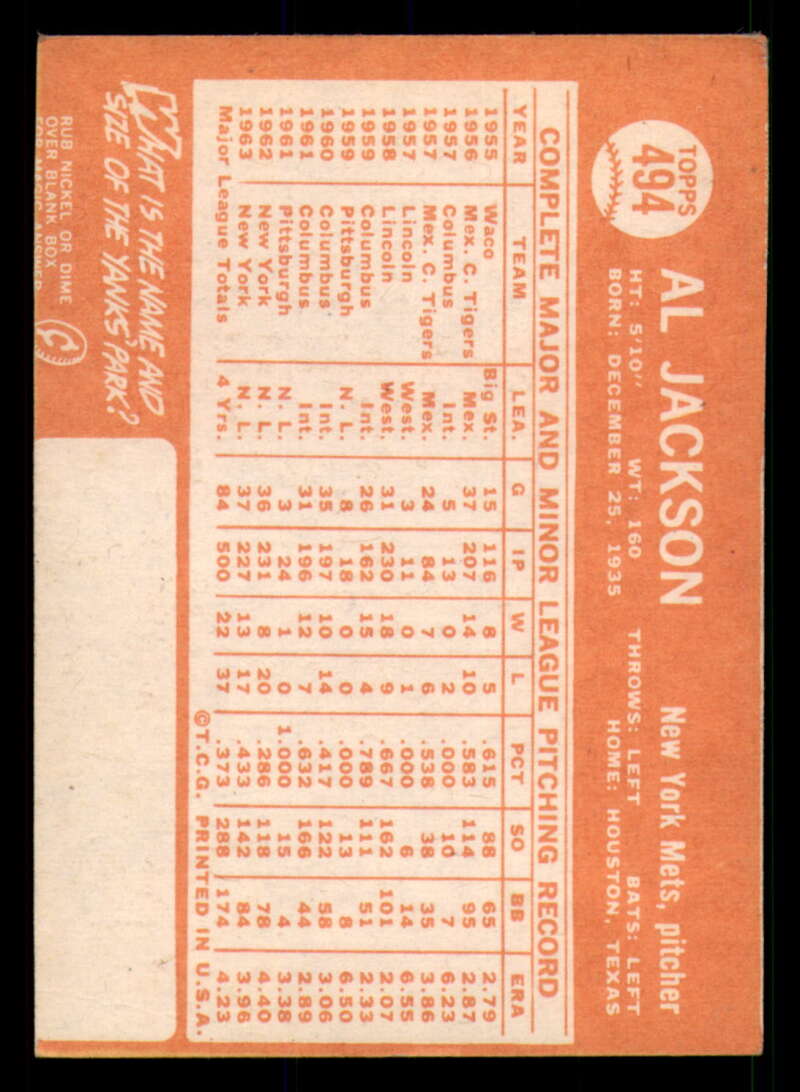 TOPPS
494
AL JACKSON New York Mets, pitcher
HT: 5'10" WT: 160 THROWS: LEFT BATS: LEFT
BORN: DECEMBER 25, 1935 HOME: HOUSTON, TEXAS
COMPLETE MAJOR AND MINOR LEAGUE PITCHING RECORD
YEAR TEAM LEA. G IP W L PCT SO BB ERA
1955 Waco Big St. 15 116 8 5 .615 88 65 2.79
1956 Mex. C. Tigers Mex. 37 207 14 10 .583 114 95 2.87
1957 Columbus Int. 5 13 0 2 .000 10 7 6.23
1957 Mex. C. Tigers Mex. 24 84 7 6 .538 38 35 3.86
1957 Lincoln West. 3 11 0 1 .000 6 14 6.55
1958 Lincoln West. 31 230 18 9 .667 162 101 2.07
1959 Columbus Int. 26 162 15 4 .789 111 51 2.33
1959 Pittsburgh N. L. 8 18 0 0 .000 13 8 6.50
1960 Columbus Int. 35 197 10 14 .417 122 58 3.06
1961 Columbus Int. 31 196 12 7 .632 166 44 2.89
1961 Pittsburgh N. L. 3 24 1 0 1.000 15 4 3.38
1962 New York N. L. 36 231 8 20 .286 118 78 4.40
1963 New York N. L. 37 227 13 17 .433 142 84 3.96
Major League Totals 4 Yrs. 84 500 22 37 .373 288 174 4.23
©T.C.G. PRINTED IN U.S.A.
WHAT IS THE NAME AND
SIZE OF THE YANKS' PARK?
RUB NICKEL OR DIME
OVER BLANK BOX
FOR MAGIC ANSWER